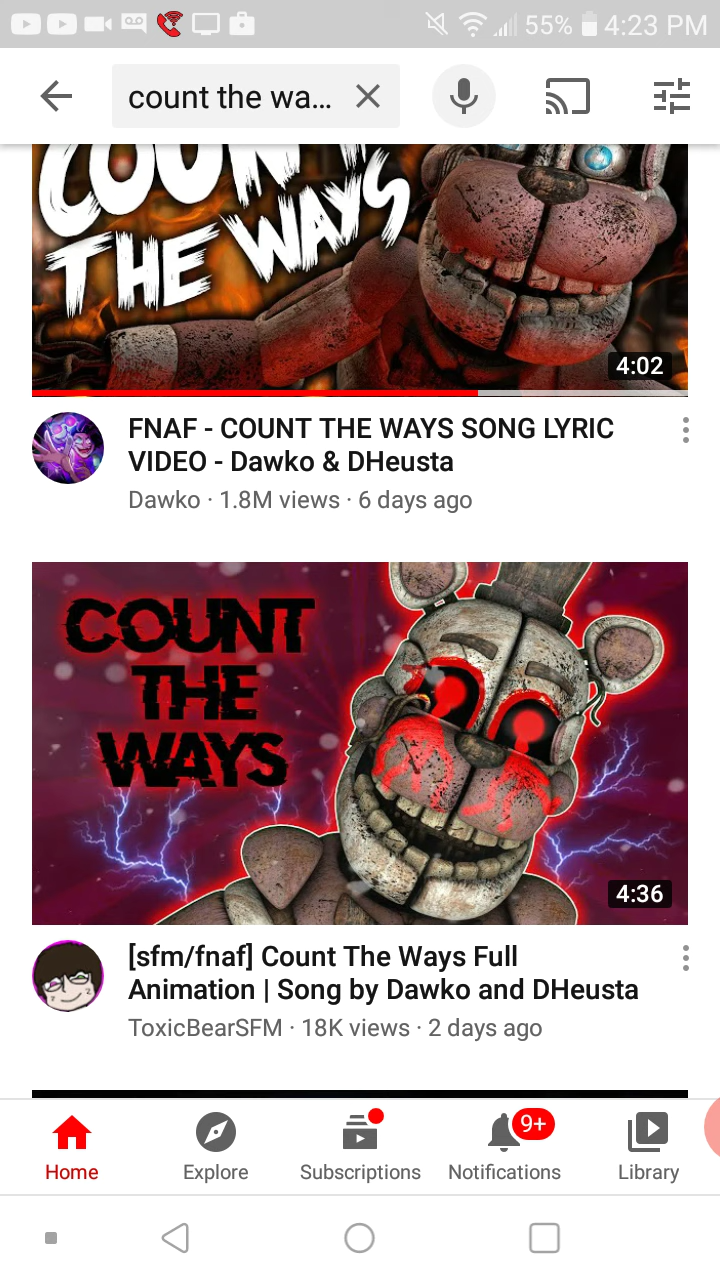 55% 4:23 PM
count the wa...
COUNT
THE WAYS
4:02
FNAF - COUNT THE WAYS SONG LYRIC
VIDEO - Dawko & DHeusta
Dawko · 1.8M views · 6 days ago
COUNT
THE
WAYS
4:36
[sfm/fnaf] Count The Ways Full
Animation | Song by Dawko and DHeusta
ToxicBearSFM · 18K views · 2 days ago
9+
Home Explore Subscriptions Notifications Library